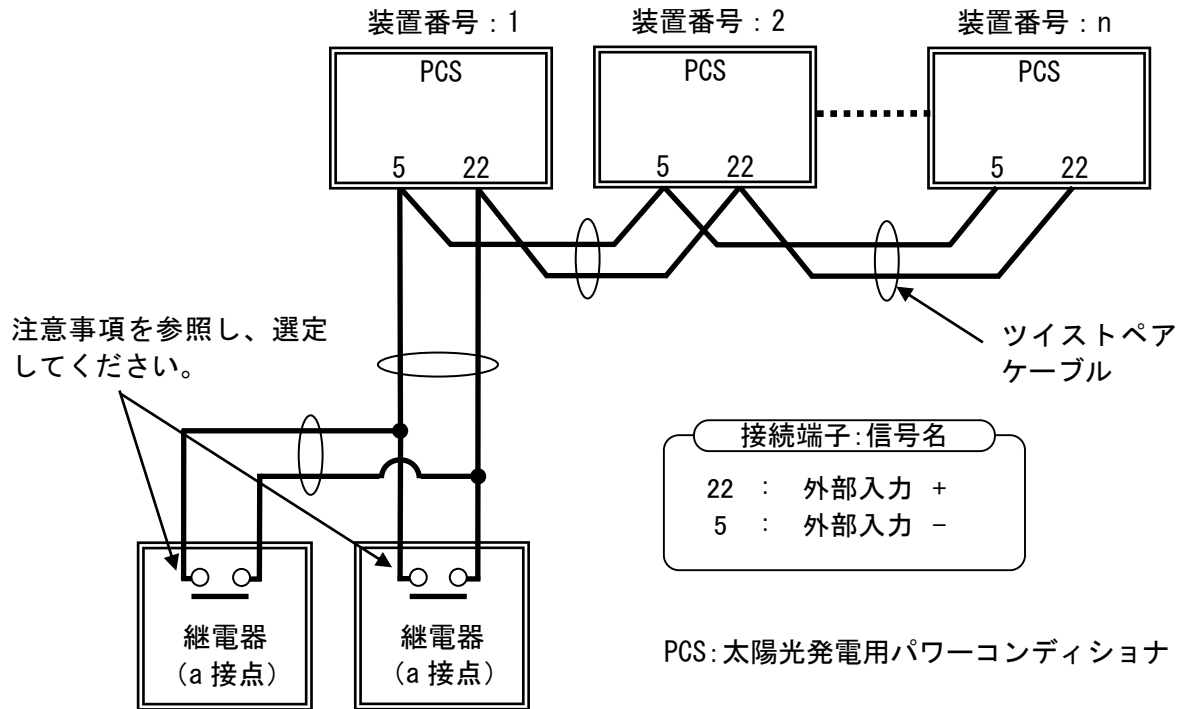 装置番号：1
装置番号：2
装置番号：n
PCS
PCS
PCS
5 22
5 22
5 22
注意事項を参照し、選定
してください。
ツイストペア
ケーブル
接続端子：信号名
22 ： 外部入力 +
5 ： 外部入力 -
継電器
（a接点）
継電器
（a接点）
PCS：太陽光発電用パワーコンディショナ